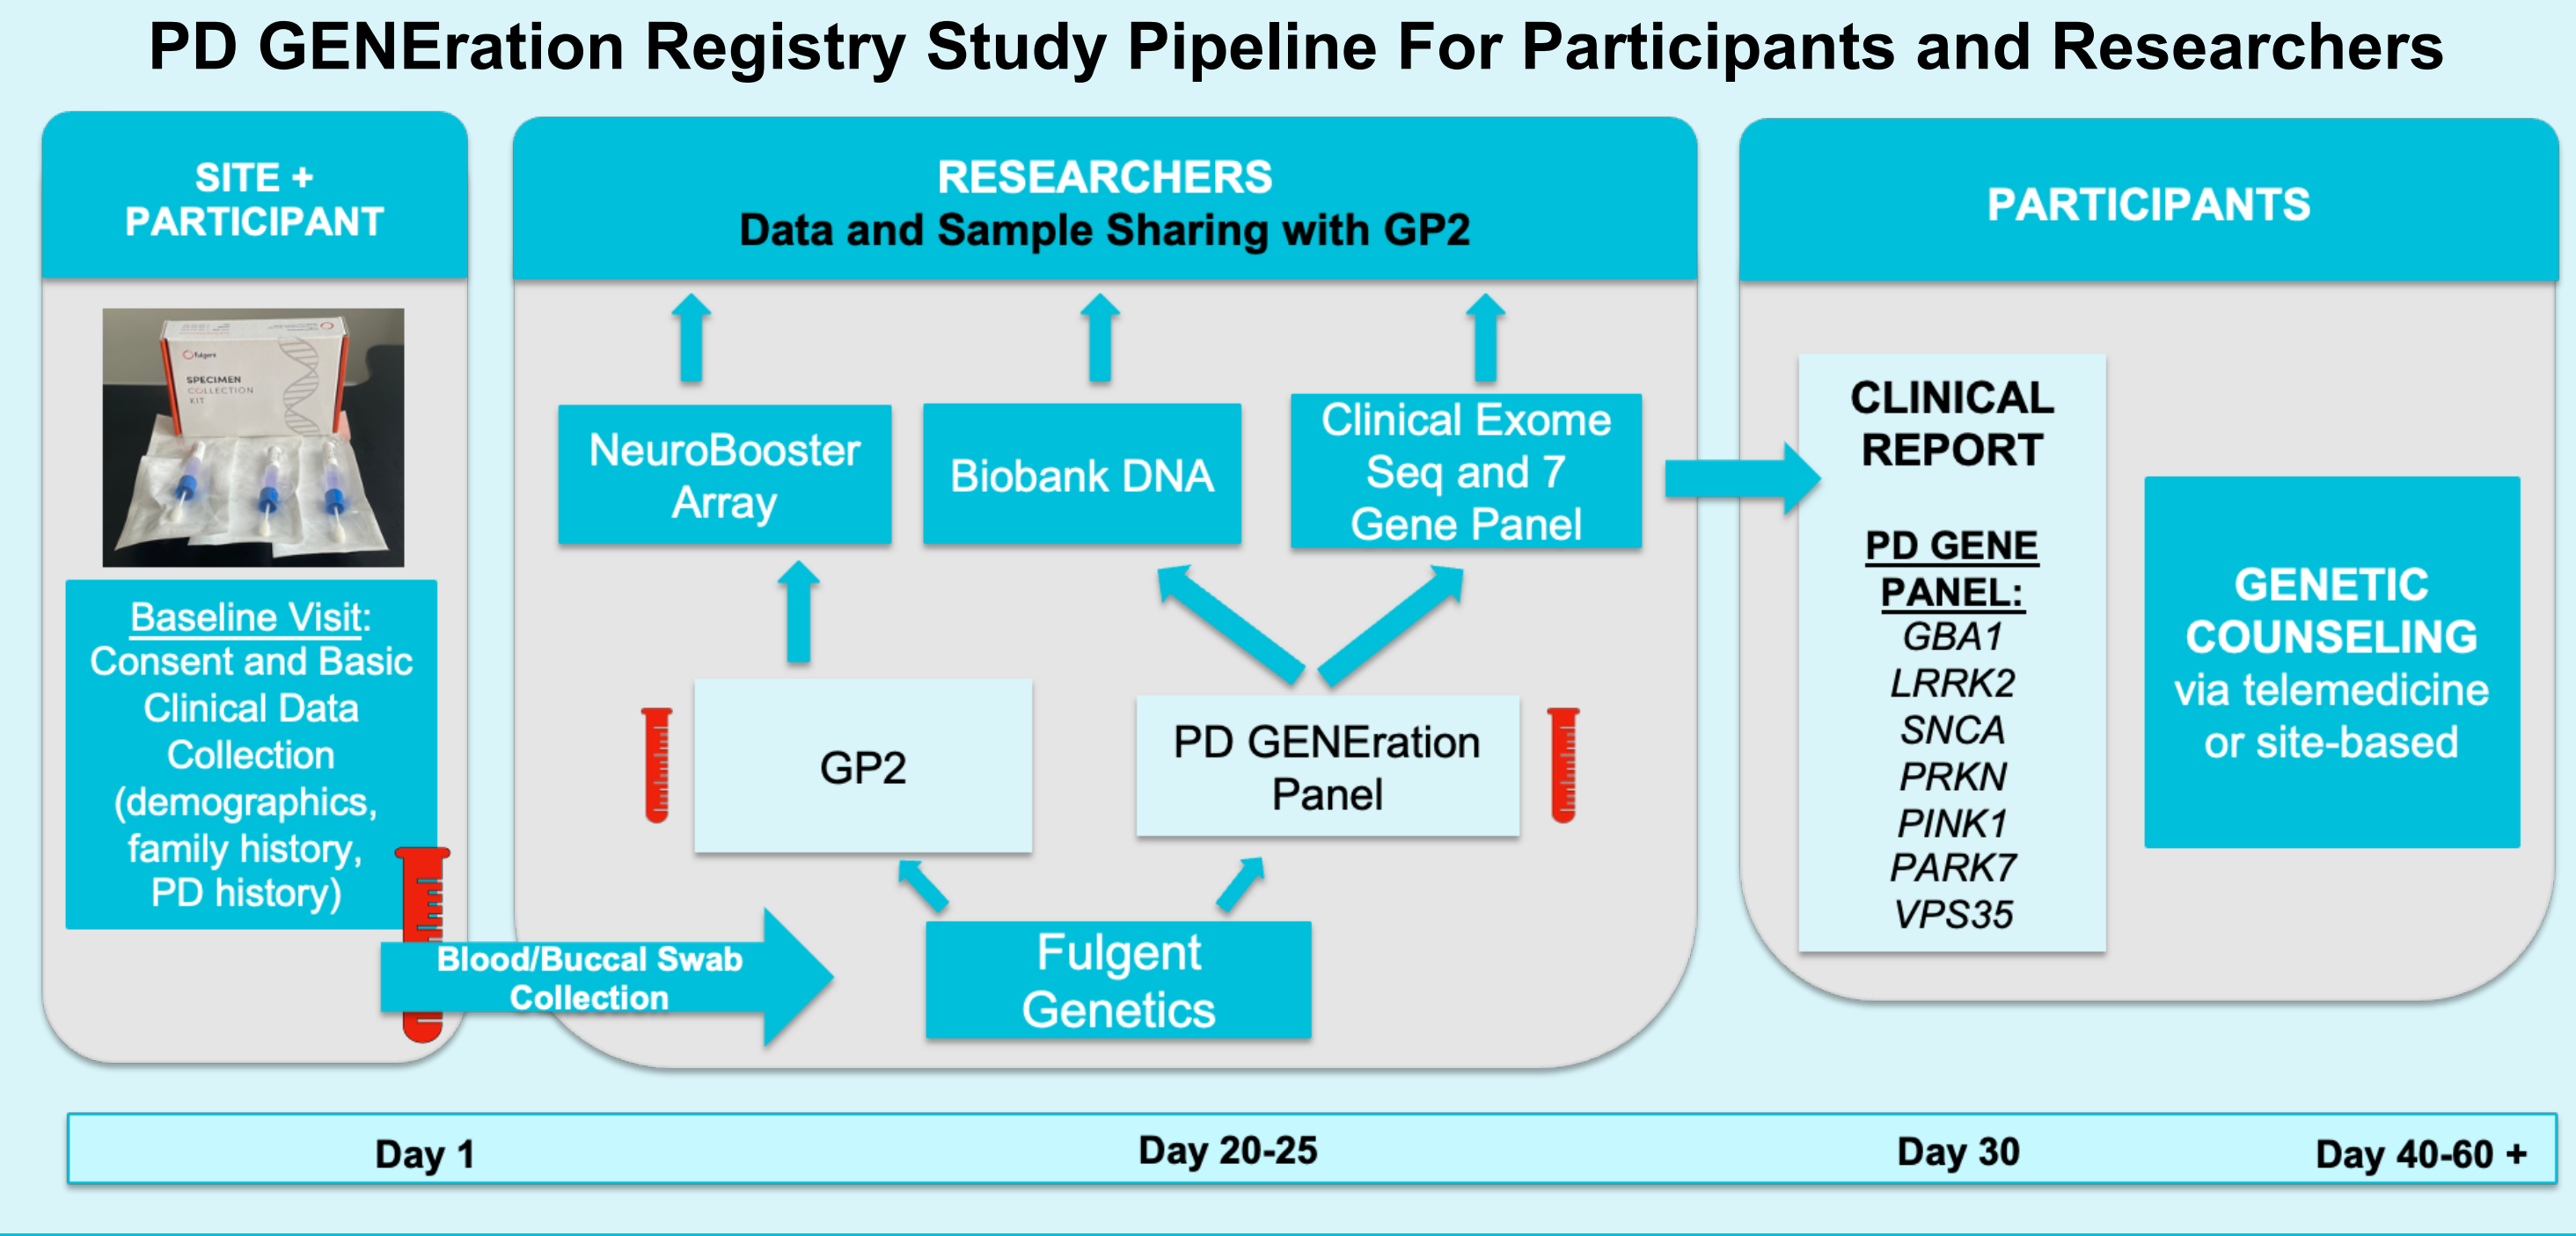 PD GENEration Registry Study Pipeline For Participants and Researchers
SITE +
PARTICIPANT
fulgent
SPECIMEN
COLLECTION
KIT
Baseline Visit:
Consent and Basic
Clinical Data
Collection
(demographics,
family history,
PD history)
Blood/Buccal Swab
Collection
RESEARCHERS
Data and Sample Sharing with GP2
NeuroBooster
Array
Biobank DNA
Clinical Exome
Seq and 7
Gene Panel
GP2
PD GENEration
Panel
Fulgent
Genetics
PARTICIPANTS
CLINICAL
REPORT
PD GENE
PANEL:
GBA1
LRRK2
SNCA
PRKN
PINK1
PARK7
VPS35
GENETIC
COUNSELING
via telemedicine
or site-based
Day 1
Day 20-25
Day 30
Day 40-60 +